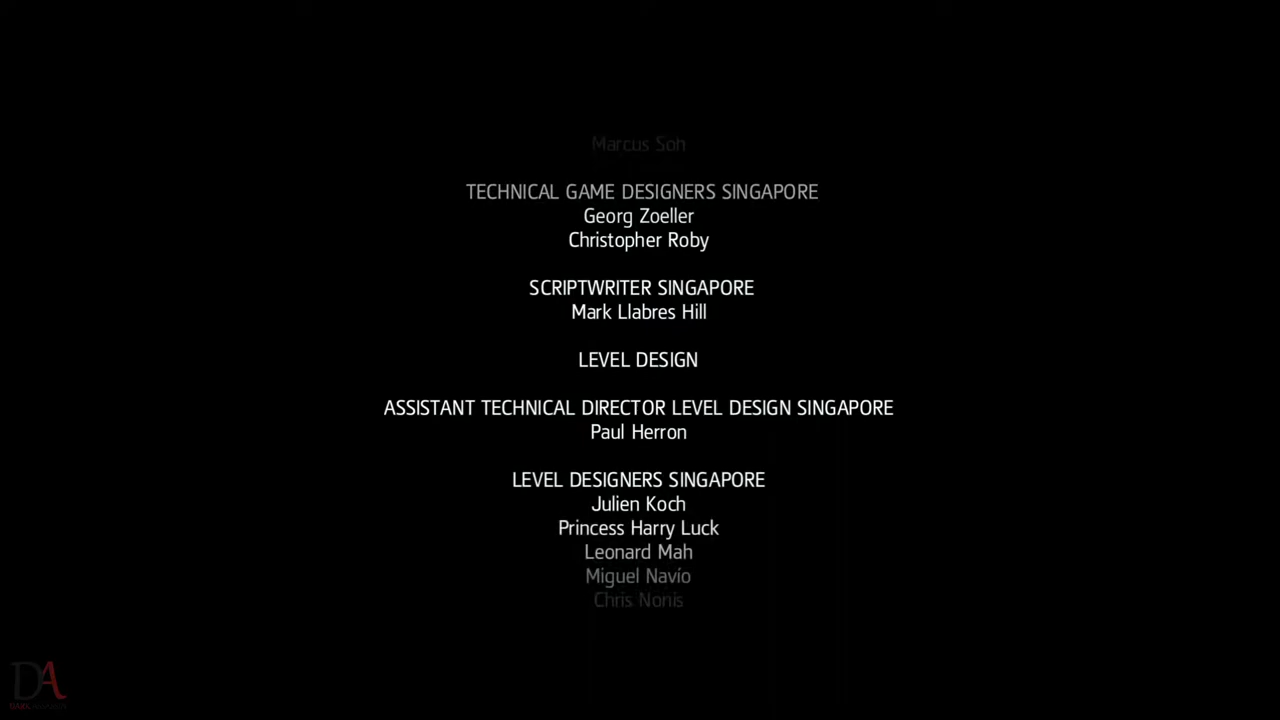 Marcus Soh
TECHNICAL GAME DESIGNERS SINGAPORE
Georg Zoeller
Christopher Roby
SCRIPTWRITER SINGAPORE
Mark Llabres Hill
LEVEL DESIGN
ASSISTANT TECHNICAL DIRECTOR LEVEL DESIGN SINGAPORE
Paul Herron
LEVEL DESIGNERS SINGAPORE
Julien Koch
Princess Harry Luck
Leonard Mah
Miguel Navío
Chris Norris
DA